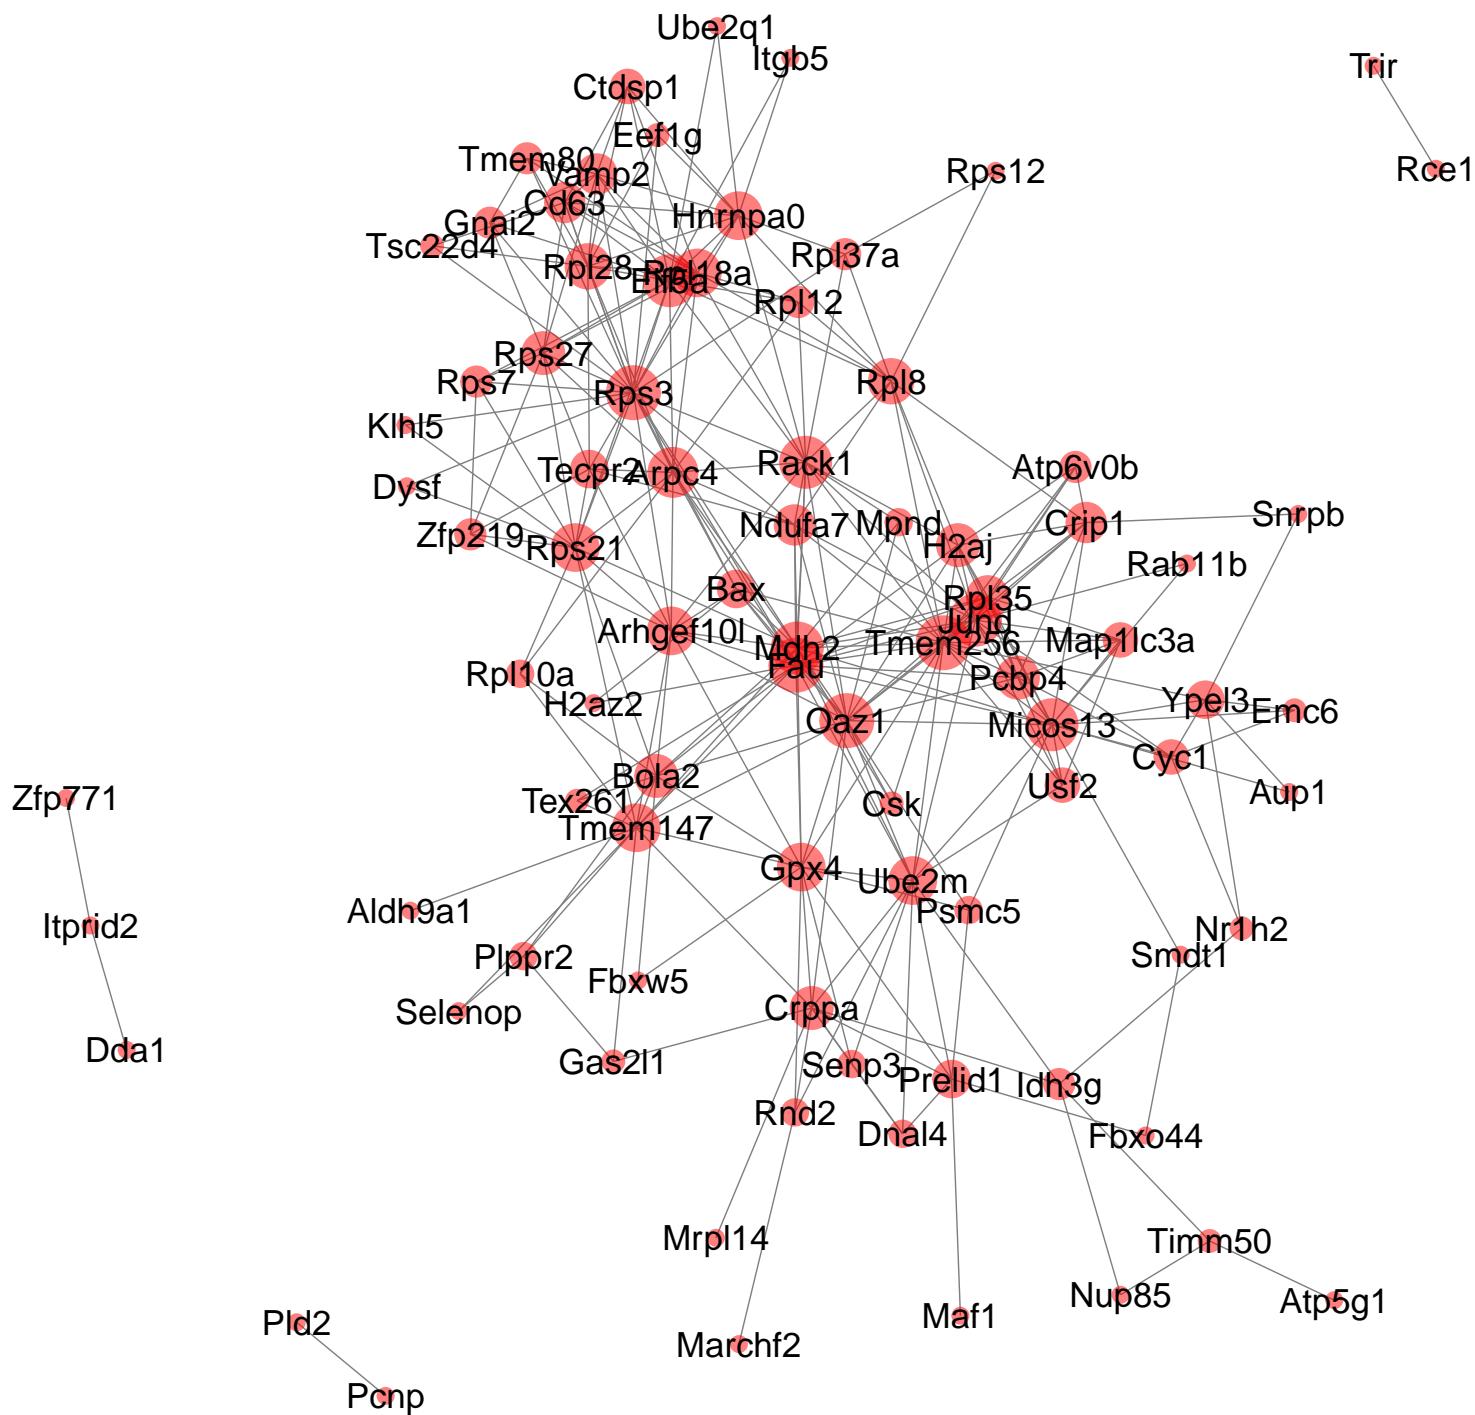 Ube2q1
Itgb5
Trir
Ctdsp1
Eef1g
Tmem80
Vamp2
Rps12
Rce1
Cd63
Gnai2
Hnrnpa0
Tsc22d4
Rpl37a
Rpl28
Eif5a
Rpl18a
Rpl12
Rps27
Rps7
Rps3
Rpl8
Klhl5
Tecpr2
Arpc4
Rack1
Atp6v0b
Dysf
Ndufa7
Mpnd
Crip1
Snrpb
Zfp219
Rps21
H2aj
Rab11b
Bax
Rpl35
Jund
Arhgef10l
Mdh2
Tmem256
Map1lc3a
Fau
Rpl10a
Pcbp4
H2az2
Ypel3
Emc6
Oaz1
Micos13
Cyc1
Bola2
Usf2
Zfp771
Tex261
Csk
Aup1
Tmem147
Gpx4
Ube2m
Aldh9a1
Psmc5
Itprid2
Nr1h2
Plppr2
Smdt1
Fbxw5
Selenop
Crppa
Dda1
Gas2l1
Senp3
Prelid1
Idh3g
Rnd2
Dnal4
Fbxo44
Mrpl14
Timm50
Nup85
Atp5g1
Pld2
Maf1
Marchf2
Pcnp